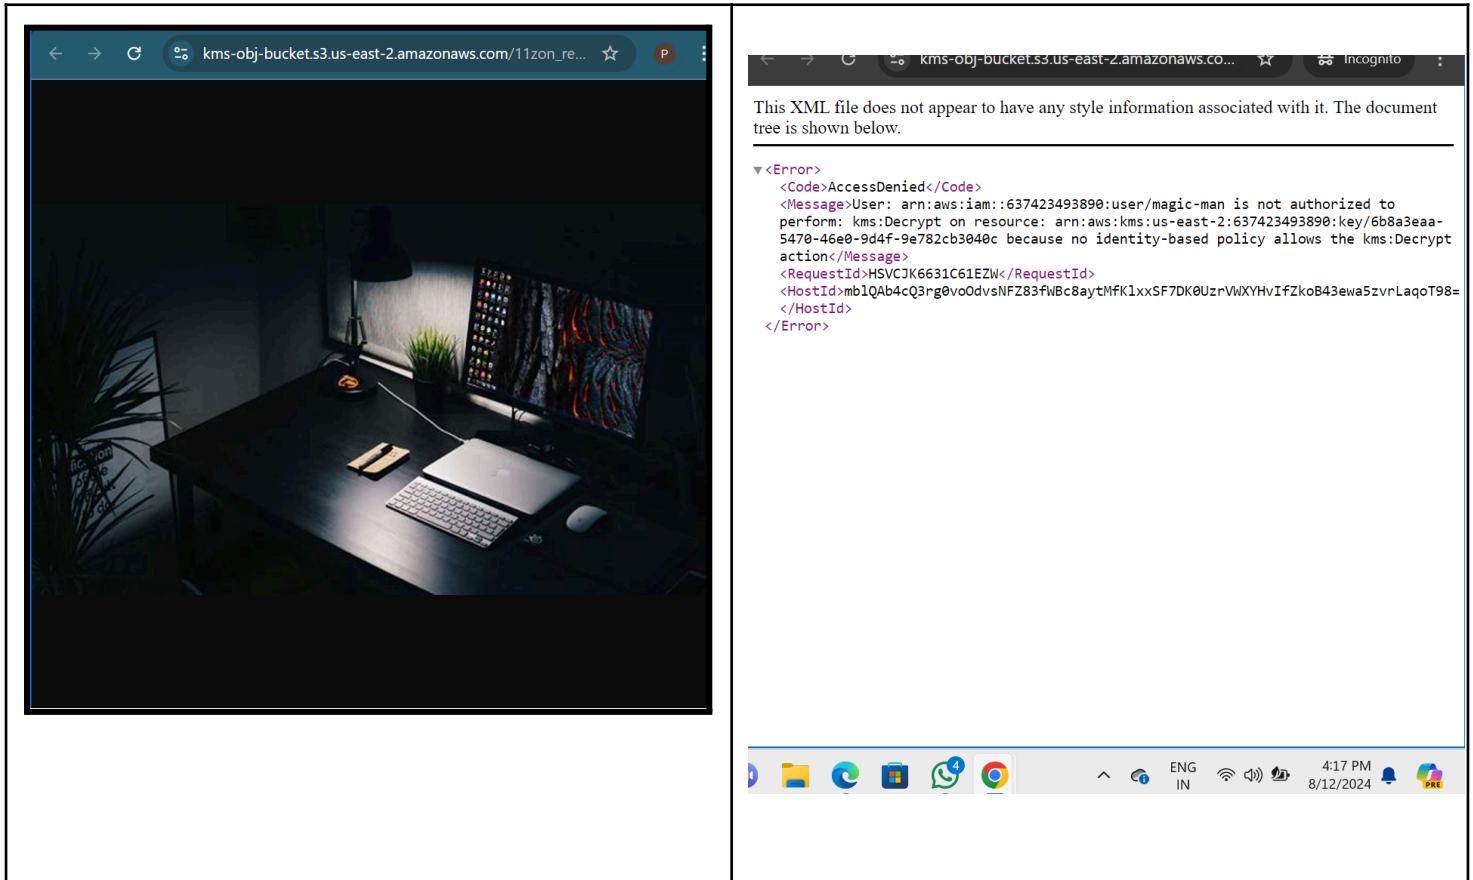 kms-obj-bucket.s3.us-east-2.amazonaws.com/11zon_re...
P
kms-obj-bucket.s3.us-east-2.amazonaws.co...
Incognito
This XML file does not appear to have any style information associated with it. The document
tree is shown below.
<Error>
<Code>AccessDenied</Code>
<Message>User: arn:aws:iam::637423493890:user/magic-man is not authorized to
perform: kms:Decrypt on resource: arn:aws:kms:us-east-2:637423493890:key/6b8a3eaa-
5470-46e0-9d4f-9e782cb3040c because no identity-based policy allows the kms:Decrypt
action</Message>
<RequestId>HSVCJK6631C61EZW</RequestId>
<HostId>mblQAb4cQ3rg0voOdvsNFZ83fWBc8aytMfKlxxSF7DK0UzrVWXYHvIfZkoB43ewa5zvrLaqoT98=
</HostId>
</Error>
4
ENG
IN
4:17 PM
8/12/2024
PRE